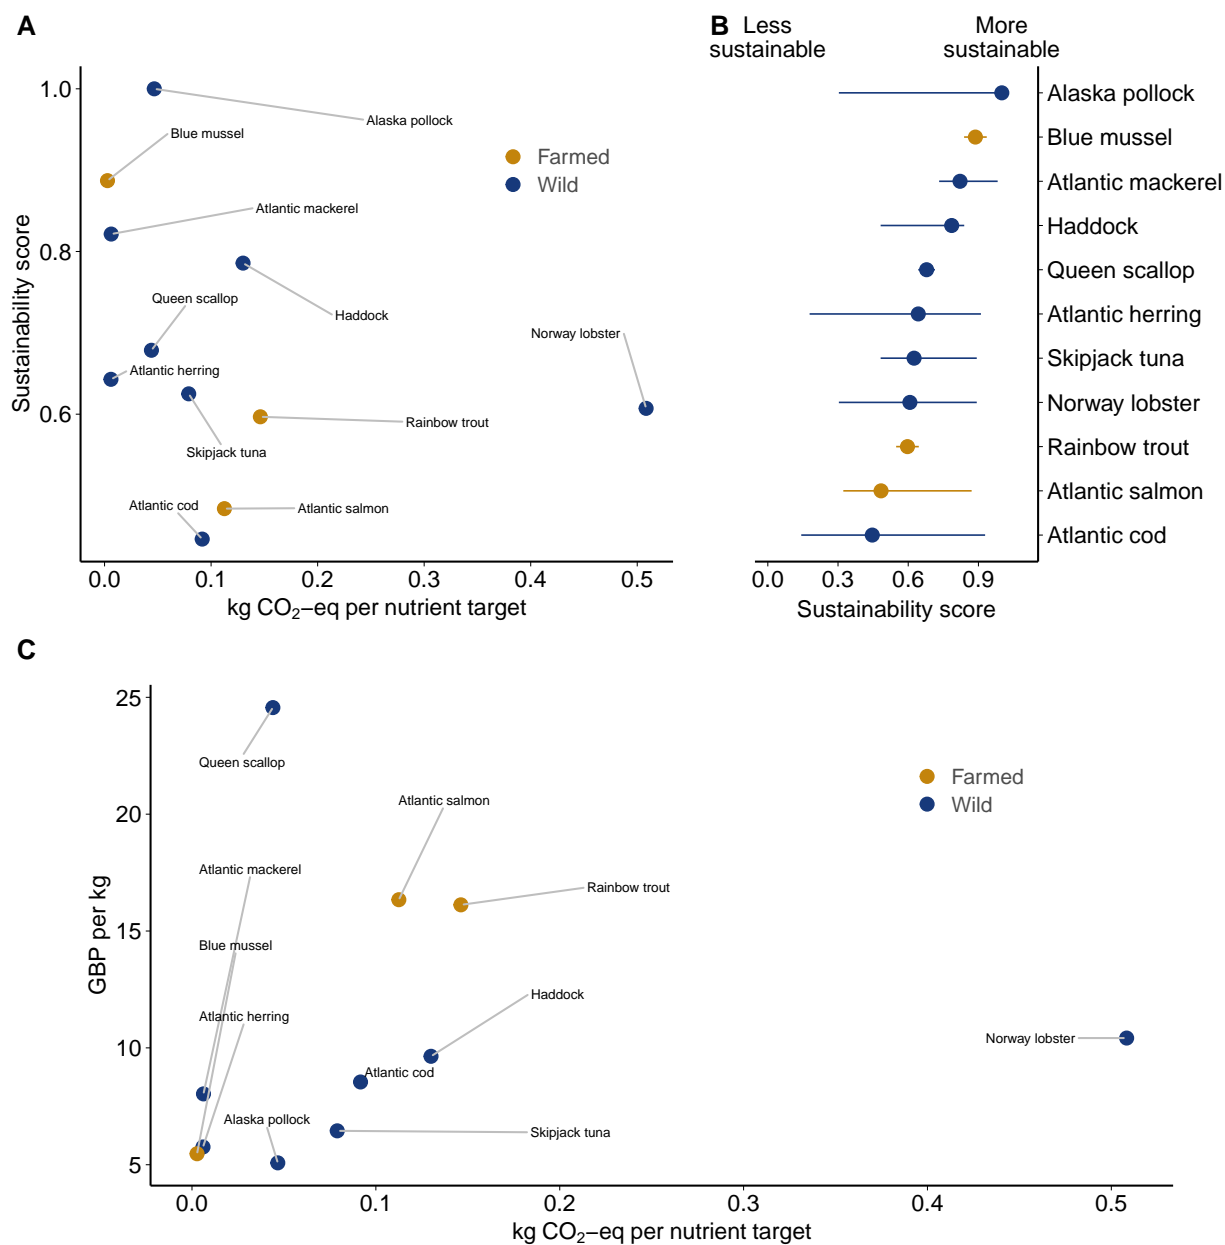 A
Sustainability score
1.0
0.8
0.6
Alaska pollock
Blue mussel
Atlantic mackerel
Haddock
Queen scallop
Norway lobster
Atlantic herring
Rainbow trout
Skipjack tuna
Atlantic cod
Atlantic salmon
Farmed
Wild
0.0 0.1 0.2 0.3 0.4 0.5
kg CO₂−eq per nutrient target
B
Less
sustainable
More
sustainable
Alaska pollock
Blue mussel
Atlantic mackerel
Haddock
Queen scallop
Atlantic herring
Skipjack tuna
Norway lobster
Rainbow trout
Atlantic salmon
Atlantic cod
0.0 0.3 0.6 0.9
Sustainability score
C
GBP per kg
25
20
15
10
5
Queen scallop
Atlantic salmon
Atlantic mackerel
Rainbow trout
Blue mussel
Haddock
Atlantic herring
Norway lobster
Atlantic cod
Alaska pollock
Skipjack tuna
Farmed
Wild
0.0 0.1 0.2 0.3 0.4 0.5
kg CO₂−eq per nutrient target